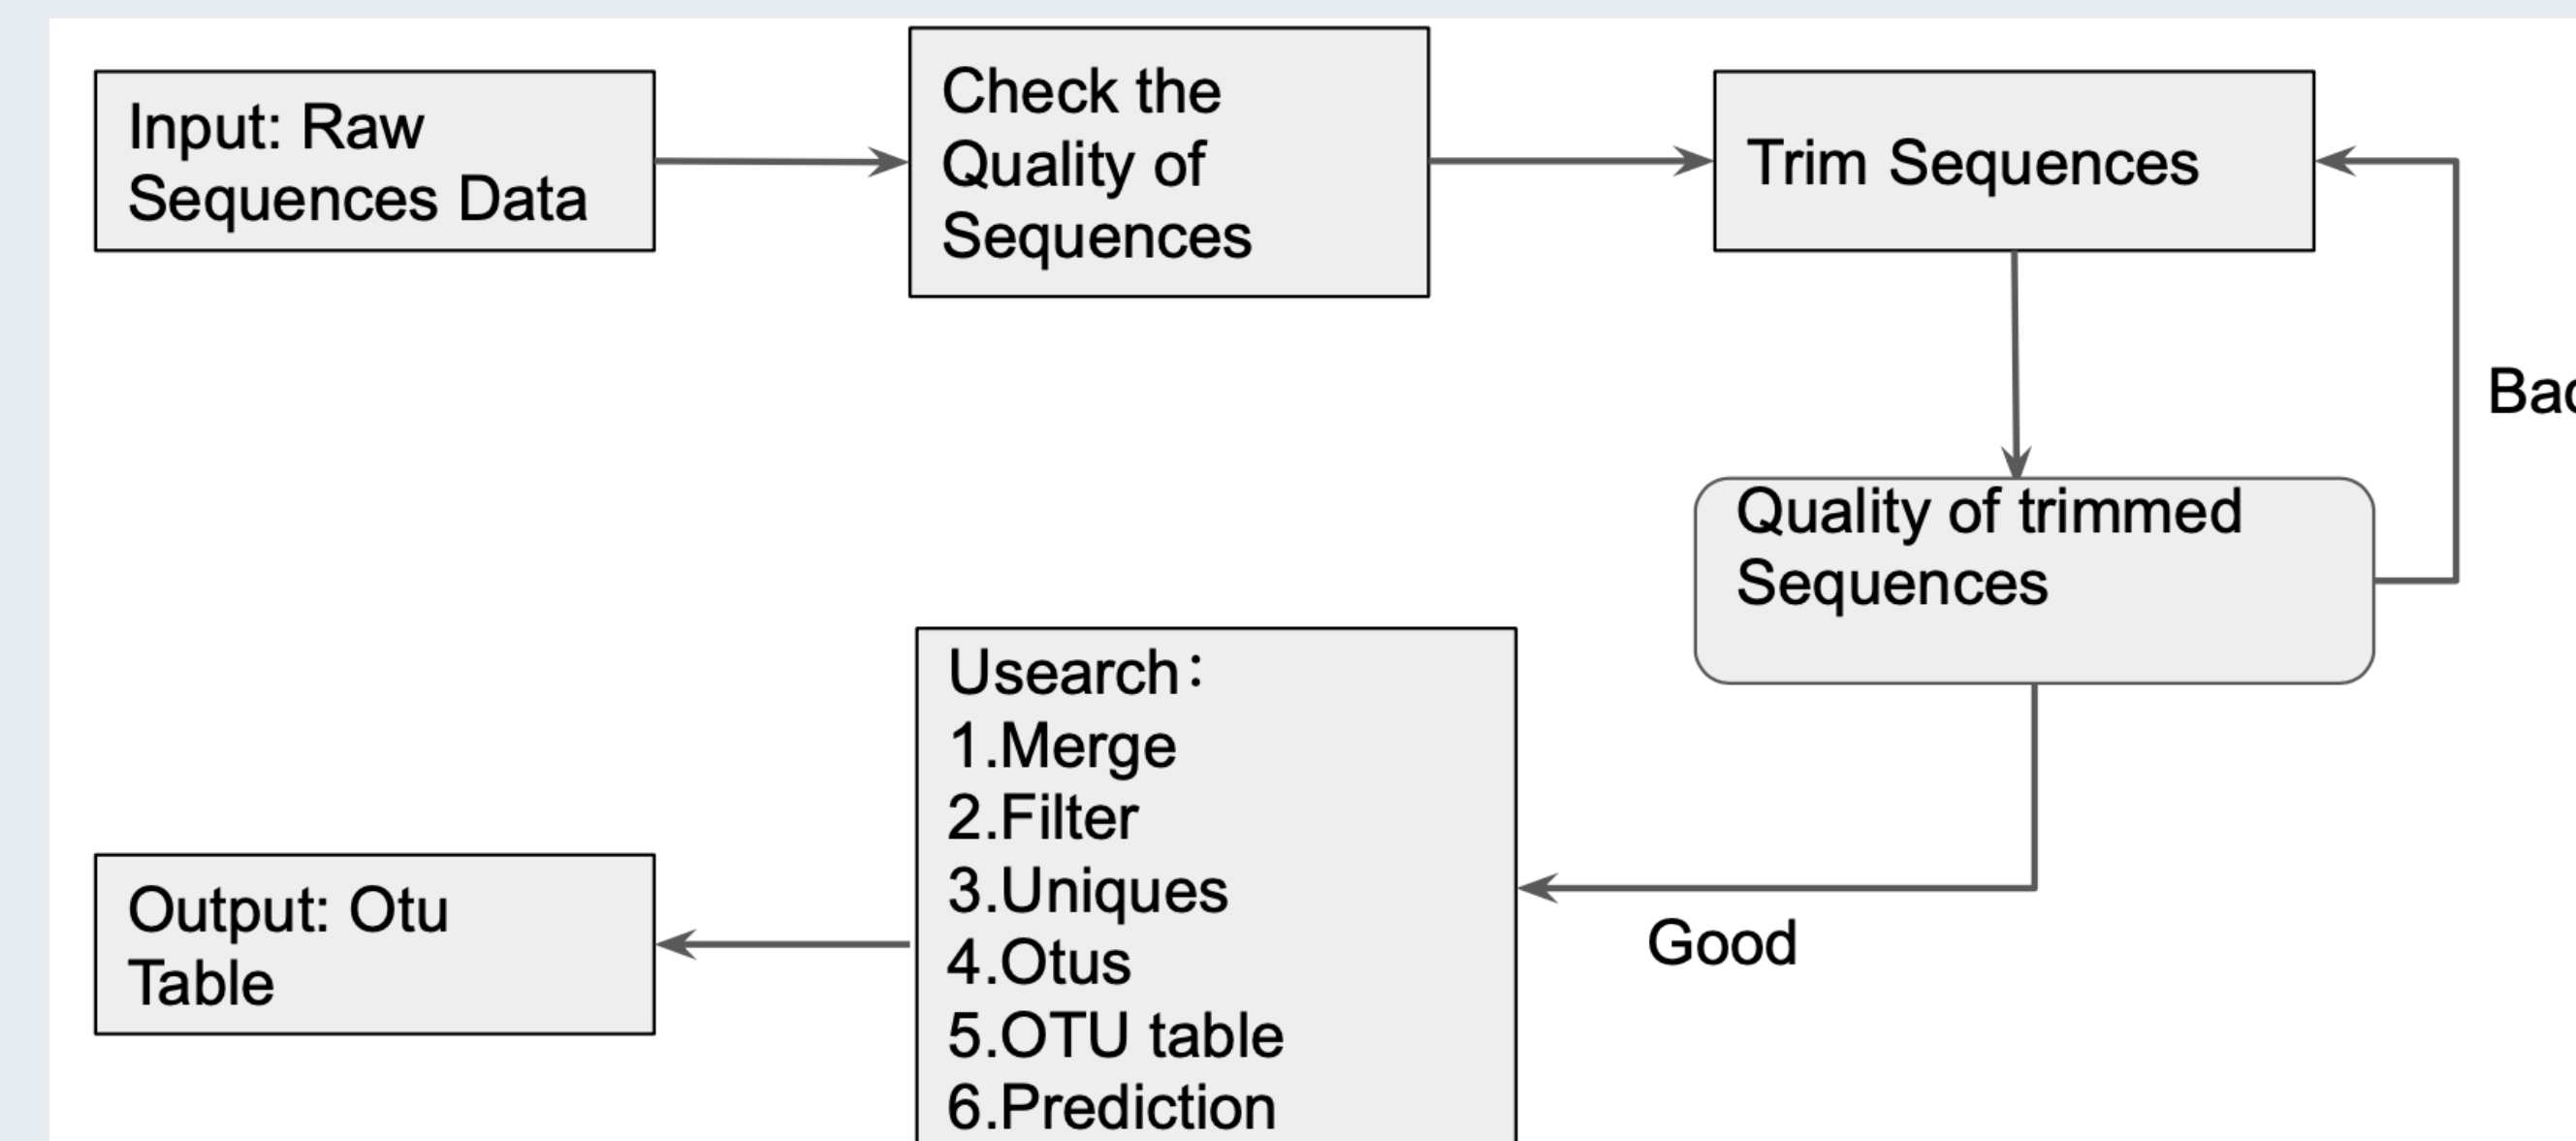 Input: Raw
Sequences Data
Check the
Quality of
Sequences
Trim Sequences
Quality of trimmed
Sequences
Usearch：
1.Merge
2.Filter
3.Uniques
4.Otus
5.OTU table
6.Prediction
Good
Output: Otu
Table